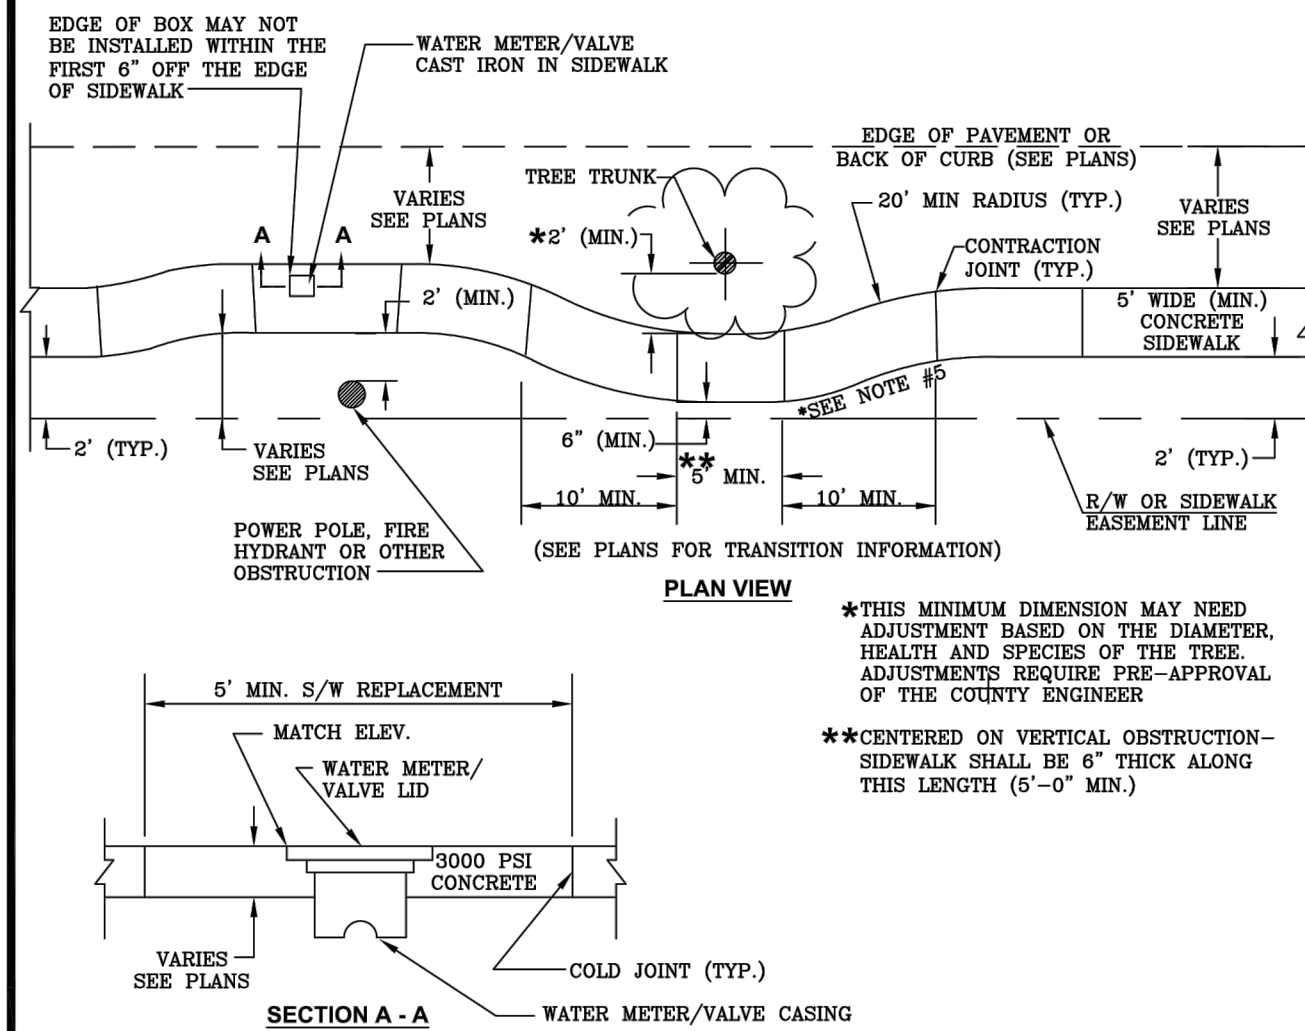 EDGE OF BOX MAY NOT
BE INSTALLED WITHIN THE
FIRST 6" OFF THE EDGE
OF SIDEWALK
WATER METER/VALVE
CAST IRON IN SIDEWALK
EDGE OF PAVEMENT OR
BACK OF CURB (SEE PLANS)
TREE TRUNK
VARIES
SEE PLANS
20' MIN RADIUS (TYP.)
VARIES
SEE PLANS
A
A
*2' (MIN.)
CONTRACTION
JOINT (TYP.)
2' (MIN.)
5' WIDE (MIN.)
CONCRETE
SIDEWALK
*SEE NOTE #5
2' (TYP.)
VARIES
SEE PLANS
6" (MIN.)
**
5' MIN.
2' (TYP.)
10' MIN.
10' MIN.
R/W OR SIDEWALK
EASEMENT LINE
POWER POLE, FIRE
HYDRANT OR OTHER
OBSTRUCTION
(SEE PLANS FOR TRANSITION INFORMATION)
PLAN VIEW
*THIS MINIMUM DIMENSION MAY NEED
ADJUSTMENT BASED ON THE DIAMETER,
HEALTH AND SPECIES OF THE TREE.
ADJUSTMENTS REQUIRE PRE-APPROVAL
OF THE COUNTY ENGINEER
**CENTERED ON VERTICAL OBSTRUCTION-
SIDEWALK SHALL BE 6" THICK ALONG
THIS LENGTH (5'-0" MIN.)
5' MIN. S/W REPLACEMENT
MATCH ELEV.
WATER METER/
VALVE LID
3000 PSI
CONCRETE
VARIES
SEE PLANS
COLD JOINT (TYP.)
WATER METER/VALVE CASING
SECTION A - A